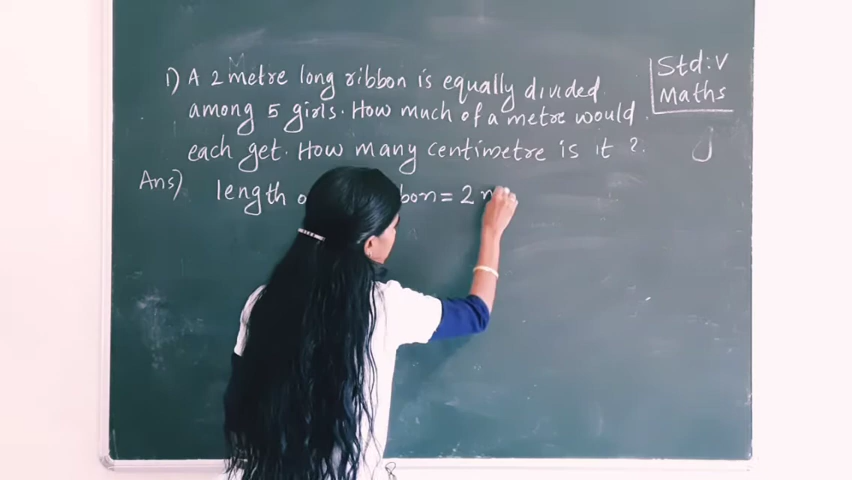 1) A 2 metre long ribbon is equally divided
among 5 girls. How much of a metre would
each get. How many centimetre is it ?
Ans) length = 2
Std: V
Maths